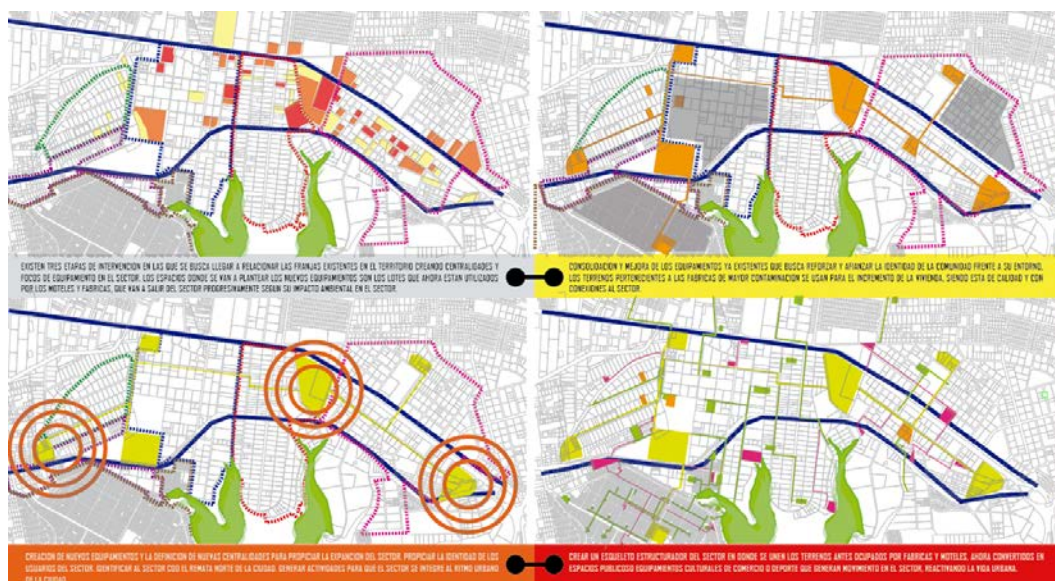 EXISTEN TRES ETAPAS DE INTERVENCION EN LAS QUE SE BUSCA LLEGAR A RELACIONAR LAS FRANJAS EXISTENTES EN EL TERRITORIO CREANDO CENTRALIDADES Y
FOCOS DE EQUIPAMIENTO EN EL SECTOR. LOS ESPACIOS DONDE SE VAN A PLANTEAR LOS NUEVOS EQUIPAMIENTOS SON LOS LOTES QUE AHORA ESTAN UTILIZADOS
POR LOS MOTELES Y FABRICAS, QUE VAN A SALIR DEL SECTOR PROGRESIVAMENTE SEGUN SU IMPACTO AMBIENTAL EN EL SECTOR.
CONSOLIDACION Y MEJORA DE LOS EQUIPAMIENTOS YA EXISTENTES QUE BUSCA REFORZAR Y AFIANZAR LA IDENTIDAD DE LA COMUNIDAD FRENTE A SU ENTORNO.
LOS TERRENOS PERTENECIENTES A LAS FABRICAS DE MAYOR CONTAMINACION SE USAN PARA EL INCREMENTO DE LA VIVIENDA, SIENDO ESTA DE CALIDAD Y CON
CONEXIONES AL SECTOR.
CREACION DE NUEVOS EQUIPAMIENTOS Y LA DEFINICION DE NUEVAS CENTRALIDADES PARA PROPICIAR LA EXPANCION DEL SECTOR. PROPICIAR LA IDENTIDAD DE LOS
USUARIOS DEL SECTOR. IDENTIFICAR AL SECTOR COO EL REMATA NORTE DE LA CIUDAD. GENERAR ACTIVIDADES PARA QUE EL SECTOR SE INTEGRE AL RITMO URBANO
DE LA CIUDAD.
CREAR UN ESQUELETO ESTRUCTURADOR DEL SECTOR EN DONDE SE UNEN LOS TERRENOS ANTES OCUPADOS POR FABRICAS Y MOTELES, AHORA CONVERTIDOS EN
ESPACIOS PUBLICOSO EQUIPAMIENTOS CULTURALES DE COMERCIO O DEPORTE QUE GENERAN MOVIMIENTO EN EL SECTOR, REACTIVANDO LA VIDA URBANA.